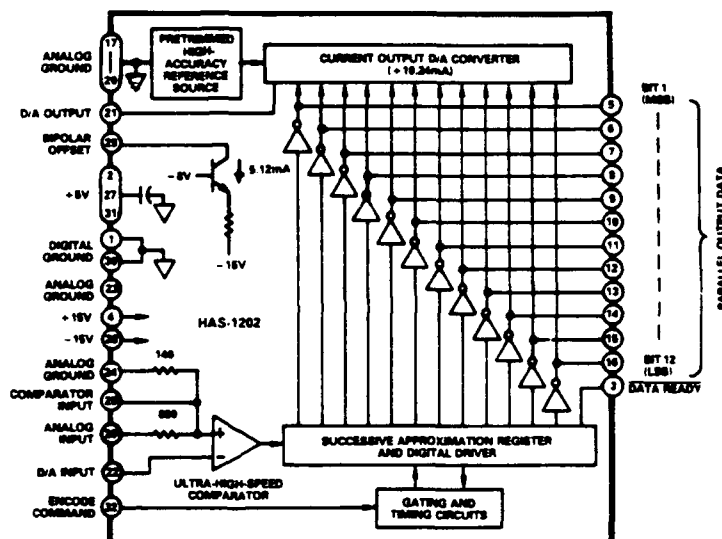 ANALOG
GROUND
17
20
PRETRIMMED
HIGH-
ACCURACY
REFERENCE
SOURCE
CURRENT OUTPUT D/A CONVERTER
(+10.24mA)
D/A OUTPUT
21
BIPOLAR
OFFSET
5.12mA
+5V
2
27
31
-15V
DIGITAL
GROUND
1
ANALOG
GROUND
+15V
4
-15V
HAS-1202
ANALOG
GROUND
24
COMPARATOR
INPUT
ANALOG
INPUT
D/A INPUT
22
+
-
ULTRA-HIGH-SPEED
COMPARATOR
ENCODE
COMMAND
32
SUCCESSIVE APPROXIMATION REGISTER
AND DIGITAL DRIVER
GATING AND
TIMING CIRCUITS
5
6
7
8
9
10
11
12
13
14
15
16
3
BIT 1
(MSB)
BIT 12
(LSB)
DATA READY
PARALLEL OUTPUT DATA